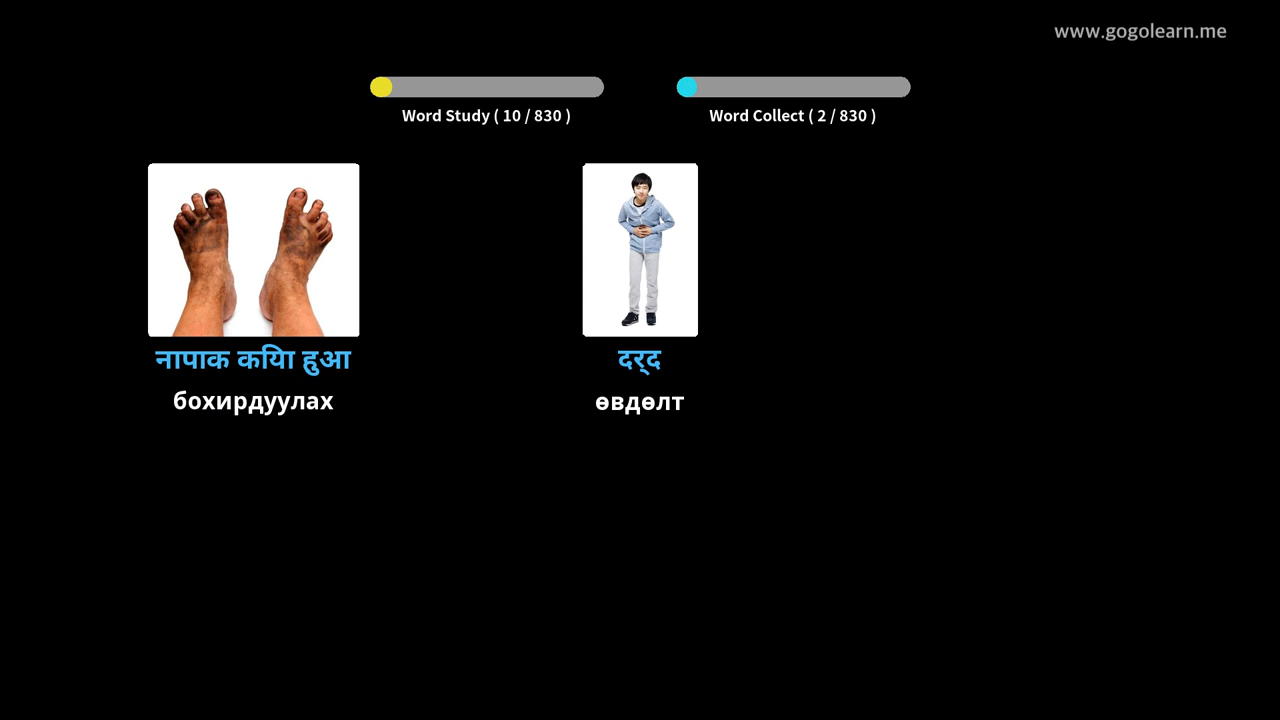 www.gogolearn.me
Word Study ( 10 / 830 )
Word Collect ( 2 / 830 )
नापाक कयिा हुआ
бохирдуулах
दर्द
өвдөлт